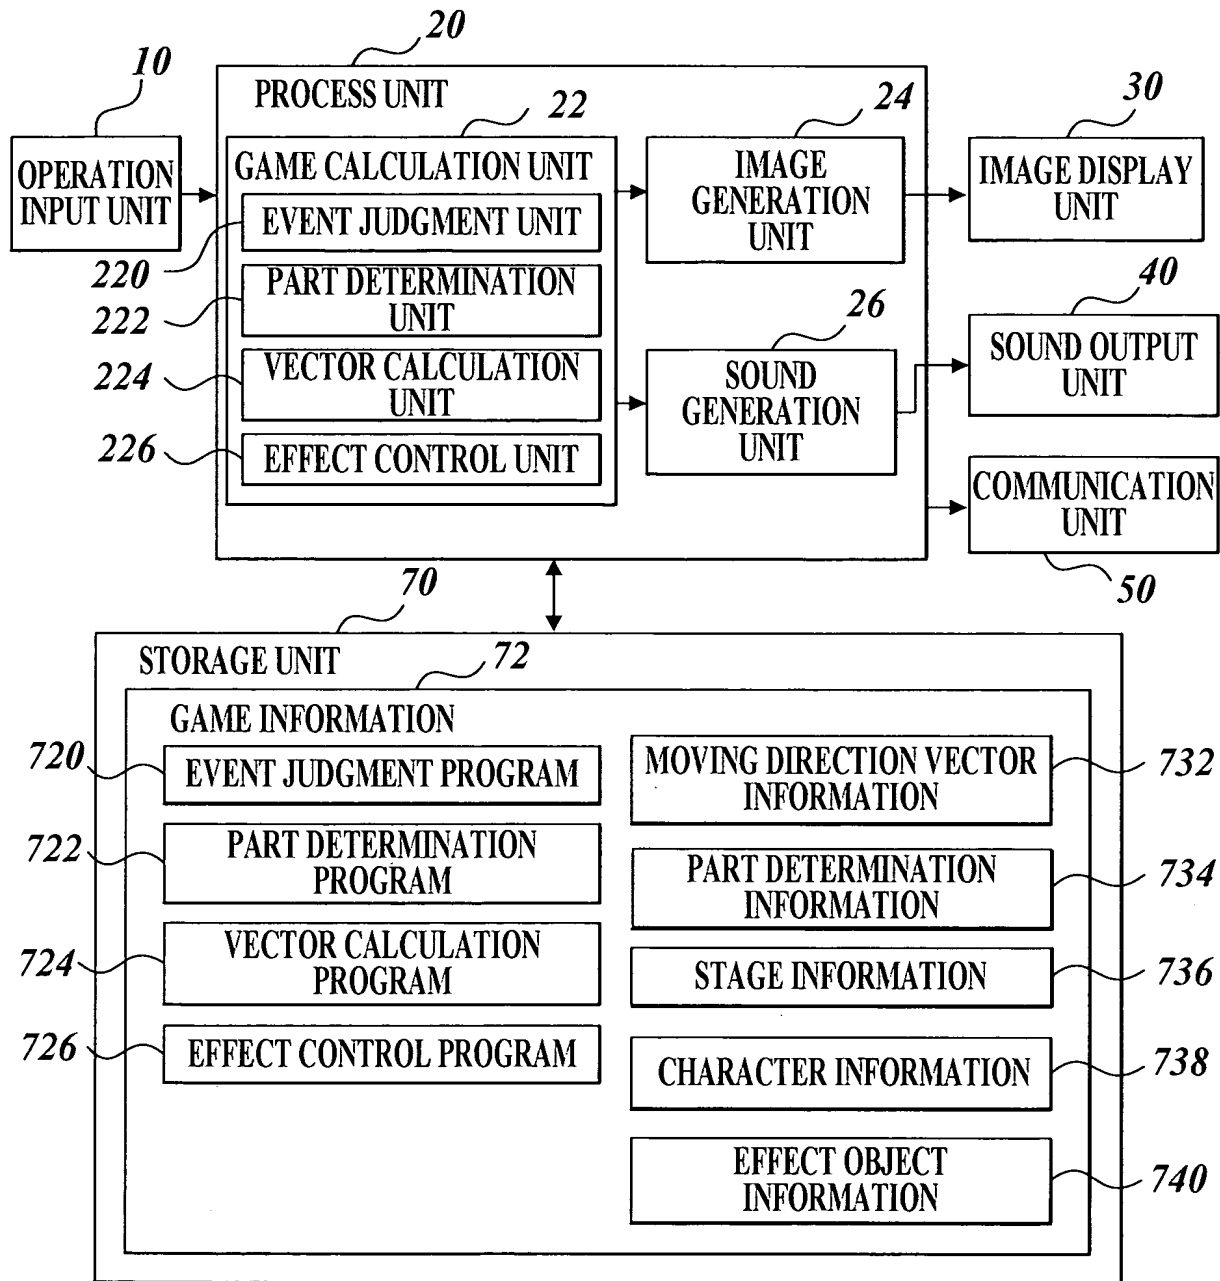 10
20
PROCESS UNIT
OPERATION
INPUT UNIT
22
GAME CALCULATION UNIT
EVENT JUDGMENT UNIT
220
PART DETERMINATION
UNIT
222
VECTOR CALCULATION
UNIT
224
EFFECT CONTROL UNIT
226
24
IMAGE
GENERATION
UNIT
26
SOUND
GENERATION
UNIT
30
IMAGE DISPLAY
UNIT
40
SOUND OUTPUT
UNIT
COMMUNICATION
UNIT
50
70
STORAGE UNIT
72
GAME INFORMATION
720
EVENT JUDGMENT PROGRAM
722
PART DETERMINATION
PROGRAM
724
VECTOR CALCULATION
PROGRAM
726
EFFECT CONTROL PROGRAM
MOVING DIRECTION VECTOR
INFORMATION
732
PART DETERMINATION
INFORMATION
734
STAGE INFORMATION
736
CHARACTER INFORMATION
738
EFFECT OBJECT
INFORMATION
740